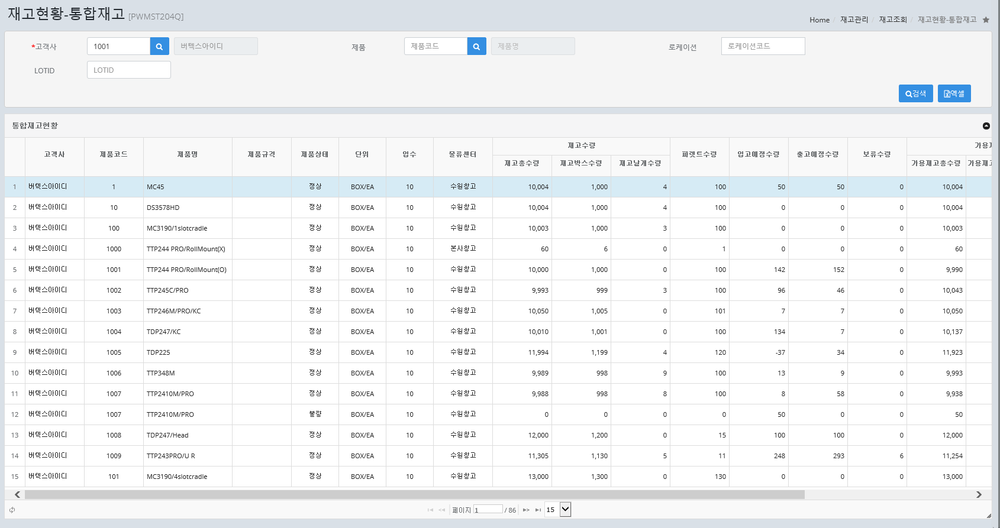 재고현황-통합재고 [PWMST204Q]
Home / 재고관리 / 재고조회 / 재고현황-통합재고
*고객사 1001 버텍스아이디 제품 제품코드 제품명 로케이션 로케이션코드
LOTID LOTID
검색 엑셀
통합재고현황
재고수량 가용재
고객사 제품코드 제품명 제품규격 제품상태 단위 입수 물류센터 파렛트수량 입고예정수량 출고예정수량 보류수량
재고총수량 재고박스수량 재고낱개수량 가용재고총수량 가용재고
1 버텍스아이디 1 MC45 정상 BOX/EA 10 수원창고 10,004 1,000 4 100 50 50 0 10,004
2 버텍스아이디 10 DS3578HD 정상 BOX/EA 10 수원창고 10,004 1,000 4 100 0 0 0 10,004
3 버텍스아이디 100 MC3190/1slotcradle 정상 BOX/EA 10 수원창고 10,003 1,000 3 100 0 0 0 10,003
4 버텍스아이디 1000 TTP244 PRO/RollMount(X) 정상 BOX/EA 10 본사창고 60 6 0 1 0 0 0 60
5 버텍스아이디 1001 TTP244 PRO/RollMount(O) 정상 BOX/EA 10 수원창고 10,000 1,000 0 100 142 152 0 9,990
6 버텍스아이디 1002 TTP245C/PRO 정상 BOX/EA 10 수원창고 9,993 999 3 100 96 46 0 10,043
7 버텍스아이디 1003 TTP246M/PRO/KC 정상 BOX/EA 10 수원창고 10,050 1,005 0 101 7 7 0 10,050
8 버텍스아이디 1004 TDP247/KC 정상 BOX/EA 10 수원창고 10,010 1,001 0 100 134 7 0 10,137
9 버텍스아이디 1005 TDP225 정상 BOX/EA 10 수원창고 11,994 1,199 4 120 -37 34 0 11,923
10 버텍스아이디 1006 TTP348M 정상 BOX/EA 10 수원창고 9,989 998 9 100 13 9 0 9,993
11 버텍스아이디 1007 TTP2410M/PRO 정상 BOX/EA 10 수원창고 9,988 998 8 100 8 58 0 9,938
12 버텍스아이디 1007 TTP2410M/PRO 불량 BOX/EA 10 수원창고 0 0 0 0 50 0 0 50
13 버텍스아이디 1008 TDP247/Head 정상 BOX/EA 10 수원창고 12,000 1,200 0 15 100 100 0 12,000
14 버텍스아이디 1009 TTP243PRO/U R 정상 BOX/EA 10 수원창고 11,305 1,130 5 11 248 293 6 11,254
15 버텍스아이디 101 MC3190/4slotcradle 정상 BOX/EA 10 수원창고 13,000 1,300 0 130 0 0 0 13,000
페이지 1 / 86 15